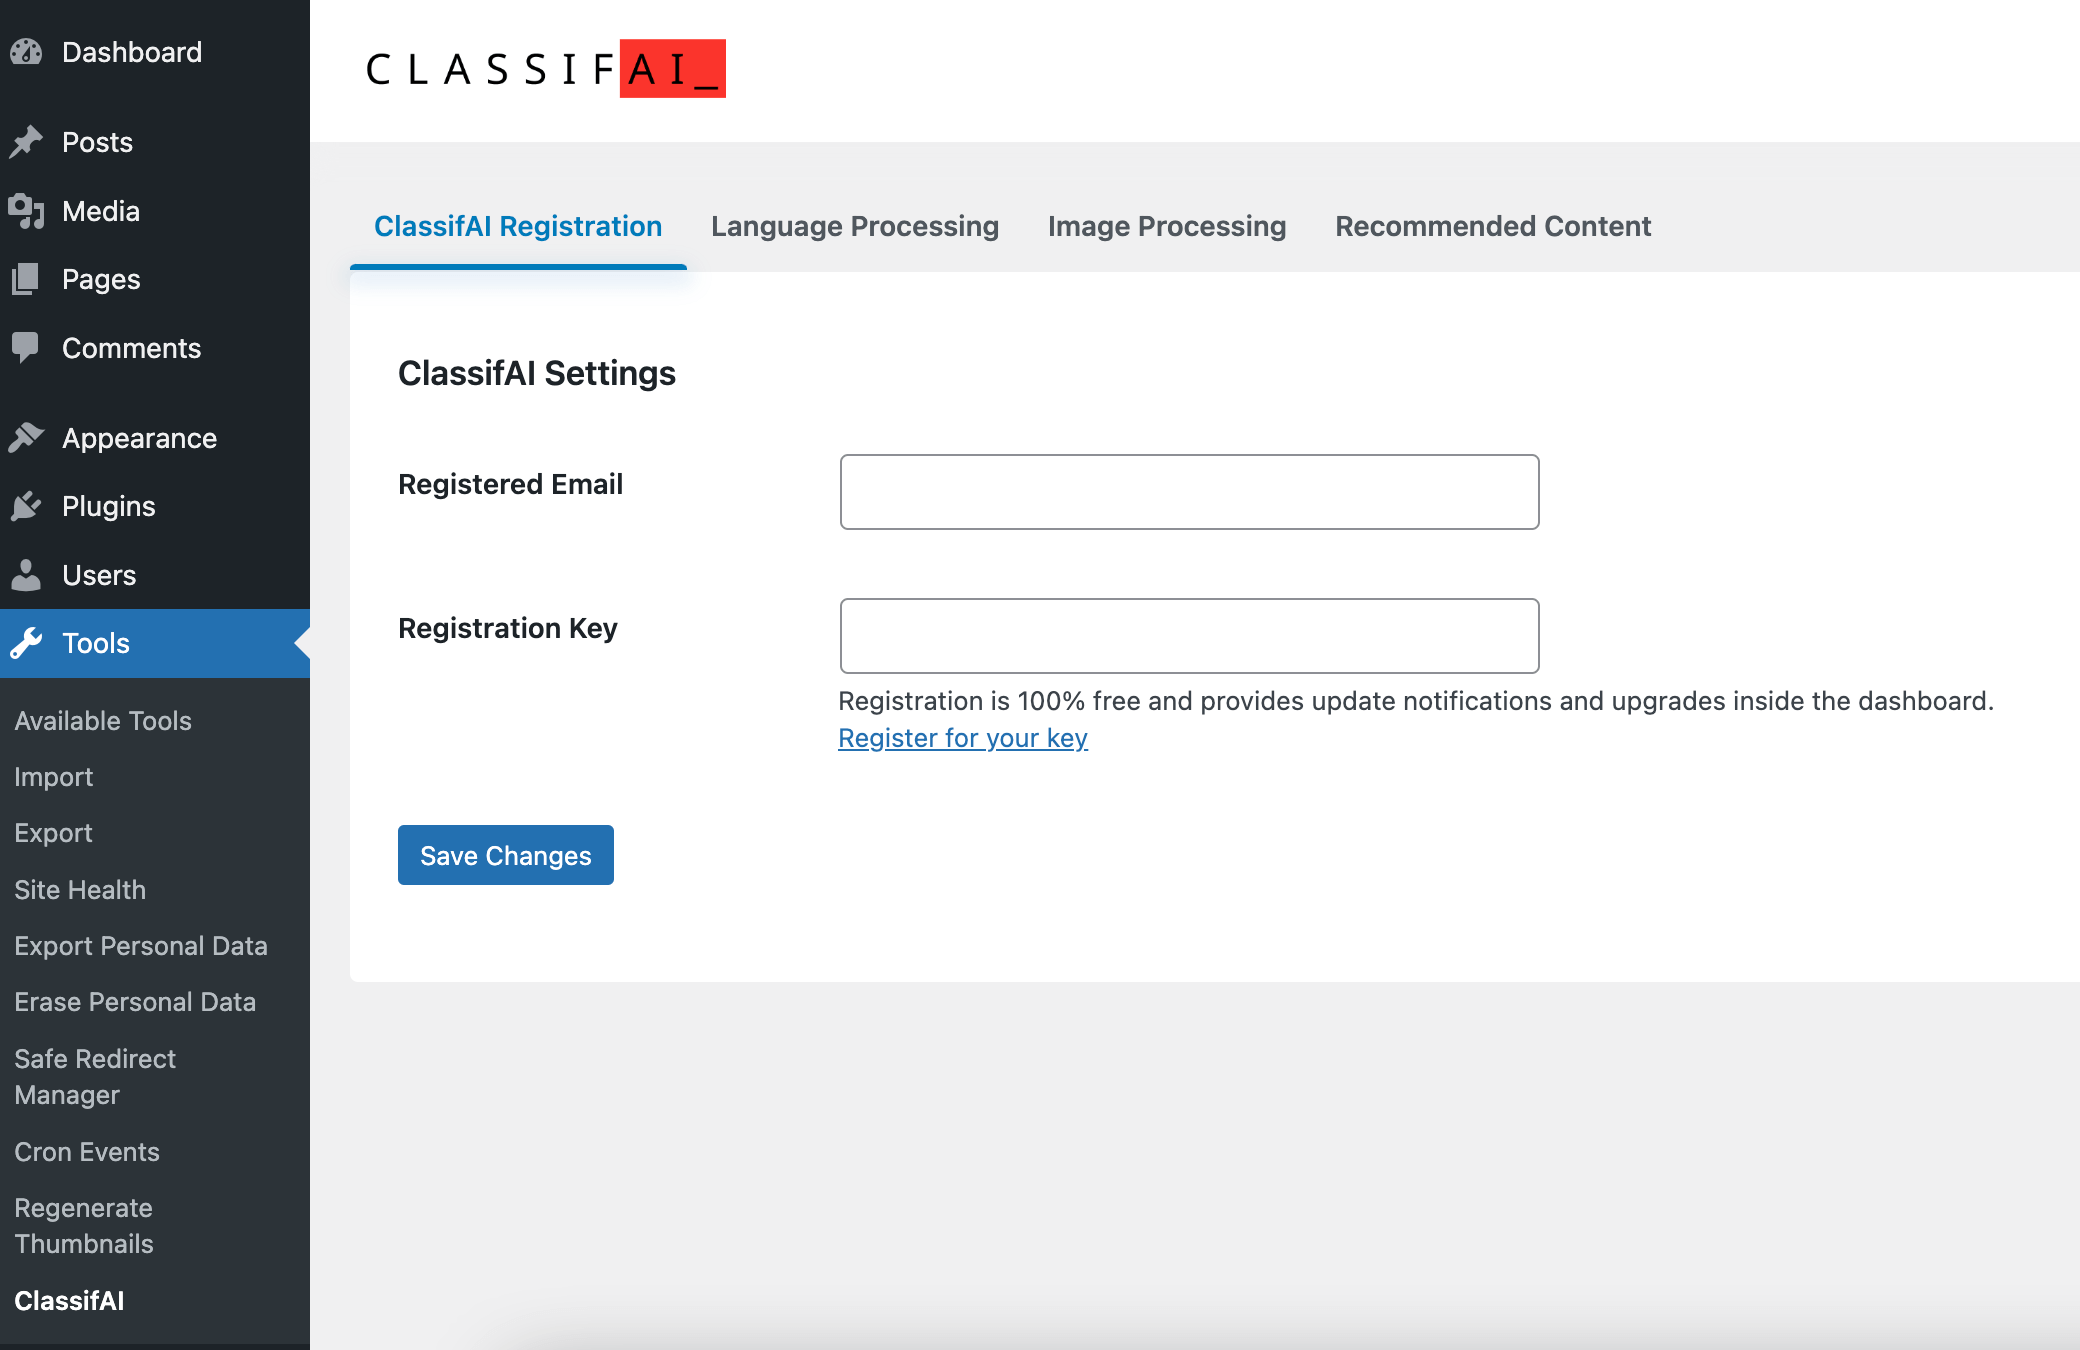 Dashboard
Posts
Media
Pages
Comments
Appearance
Plugins
Users
Tools
Available Tools
Import
Export
Site Health
Export Personal Data
Erase Personal Data
Safe Redirect
Manager
Cron Events
Regenerate
Thumbnails
ClassifAI
CLASSIFAI_
ClassifAI Registration
Language Processing
Image Processing
Recommended Content
ClassifAI Settings
Registered Email
Registration Key
Registration is 100% free and provides update notifications and upgrades inside the dashboard.
Register for your key
Save Changes